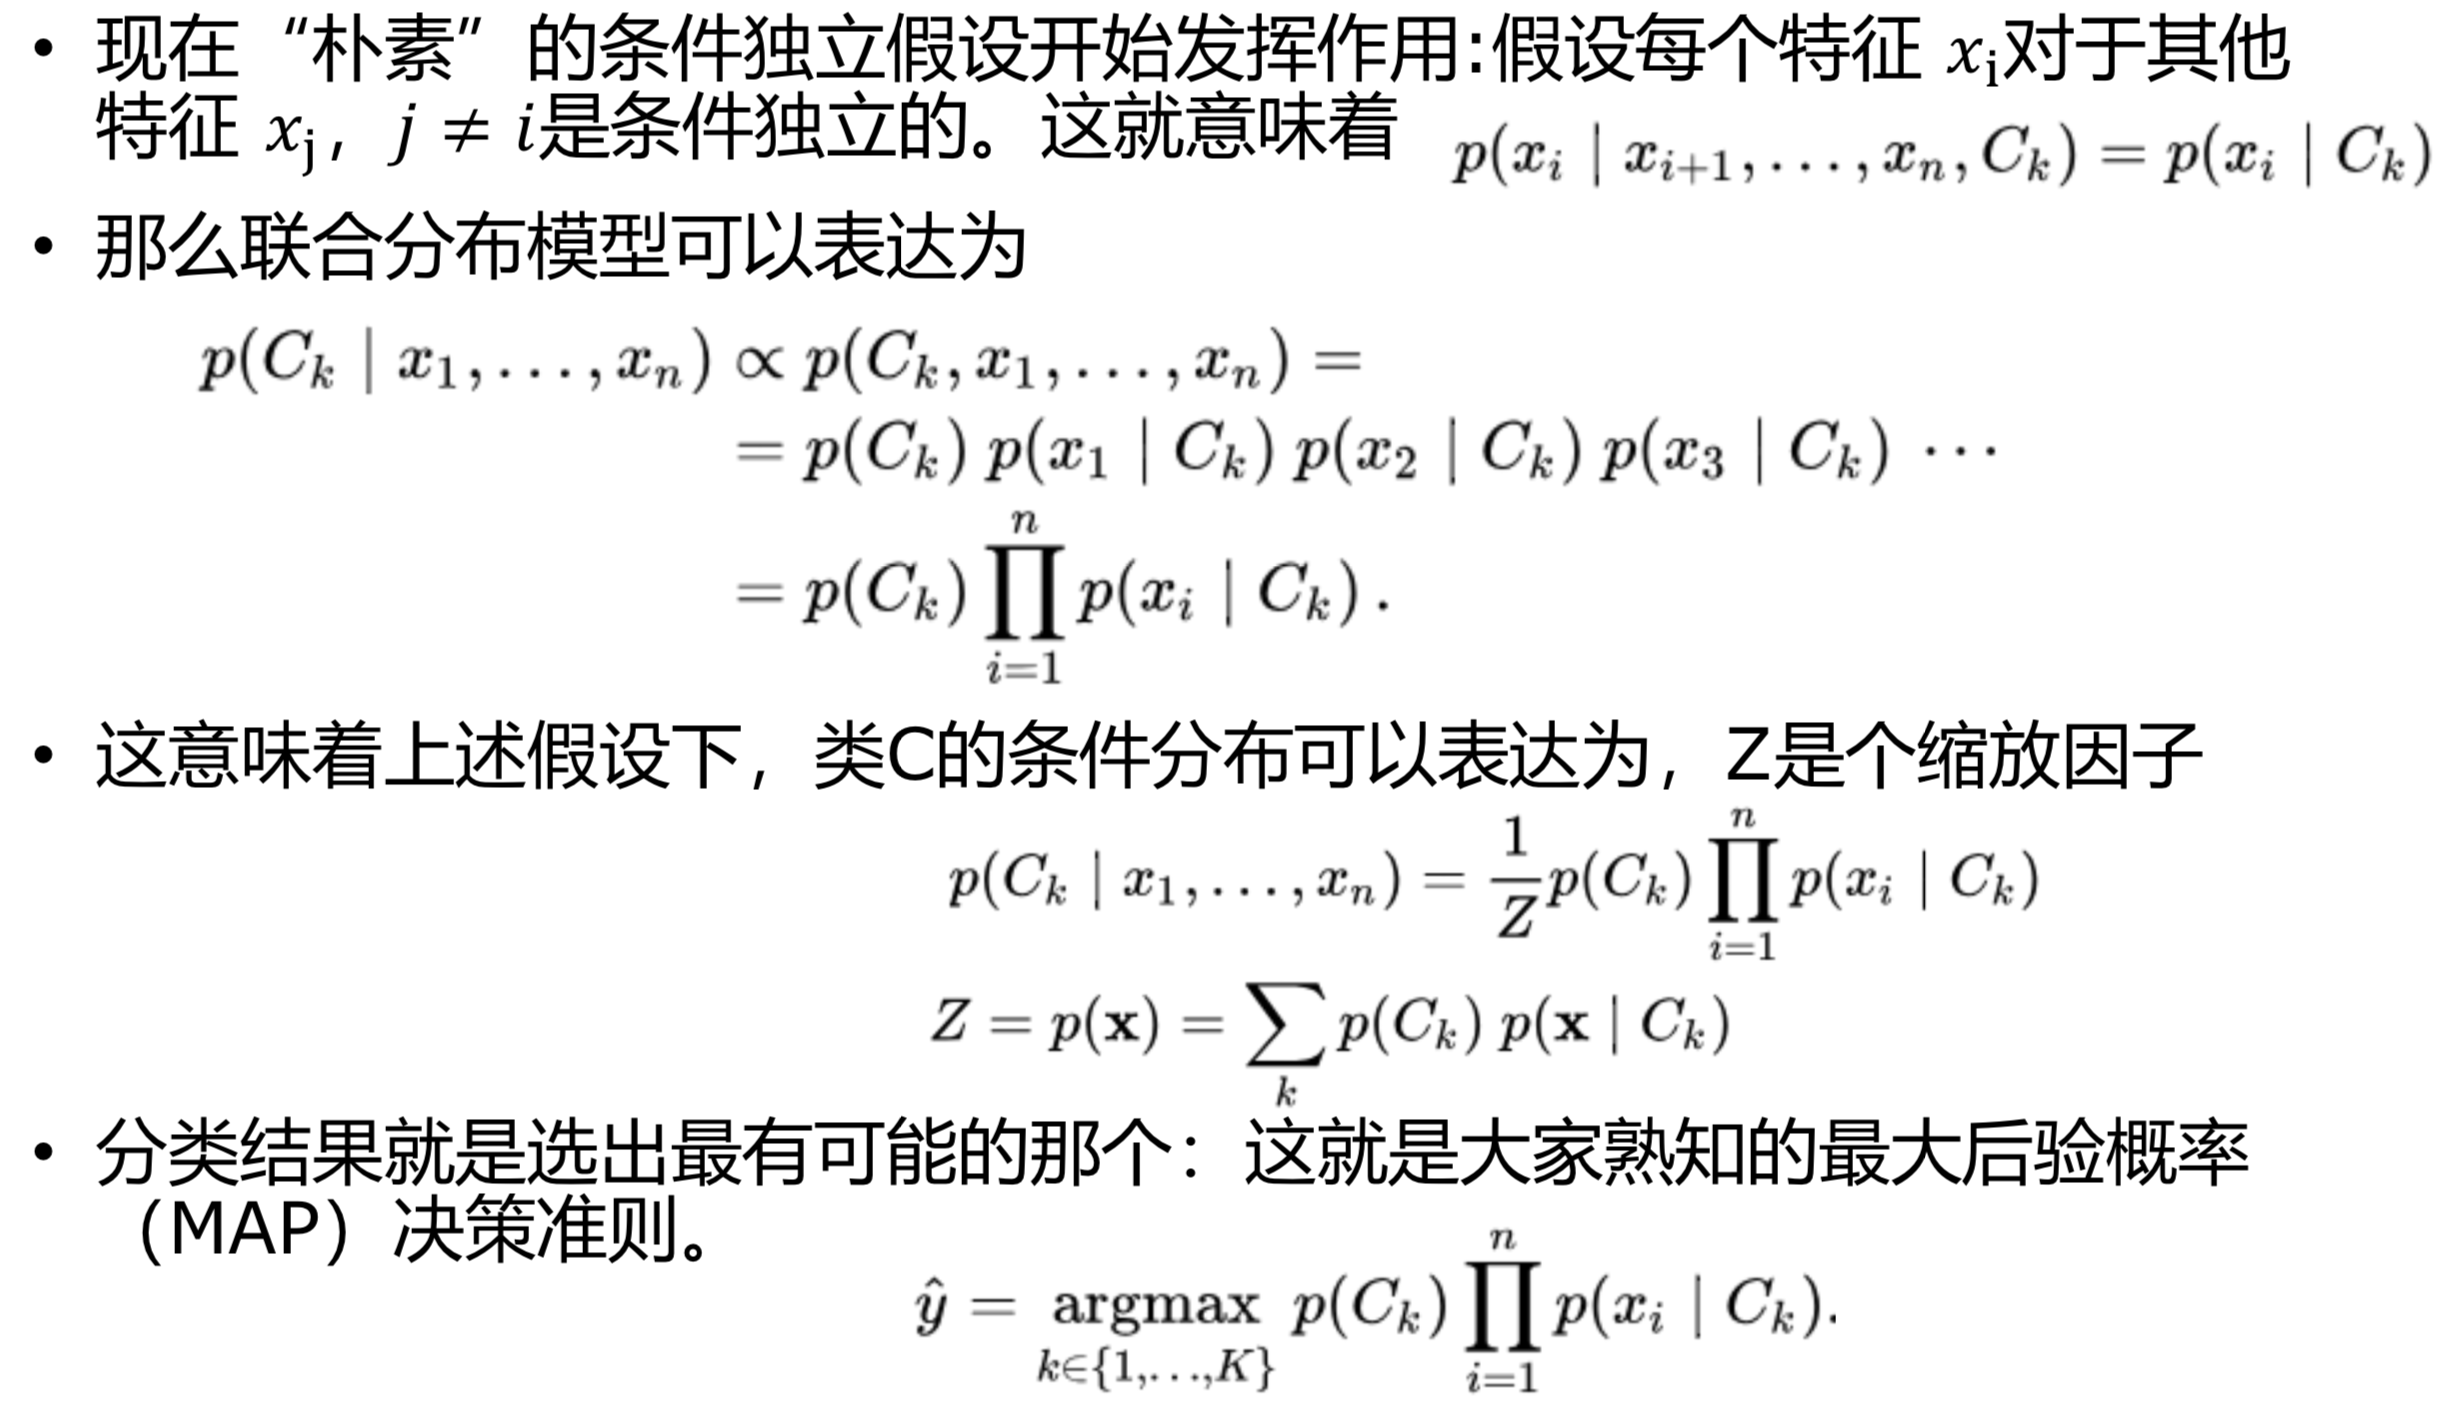 • 现在“朴素”的条件独立假设开始发挥作用:假设每个特征 xᵢ对于其他
特征 xⱼ, j ≠ i是条件独立的。这就意味着 p(xᵢ | xᵢ₊₁, . . . , xₙ, Cₖ) = p(xᵢ | Cₖ)
• 那么联合分布模型可以表达为
p(Cₖ | x₁, . . . , xₙ) ∝ p(Cₖ, x₁, . . . , xₙ) =
= p(Cₖ) p(x₁ | Cₖ) p(x₂ | Cₖ) p(x₃ | Cₖ) ⋯
= p(Cₖ) ∏ᵢ₌₁ⁿ p(xᵢ | Cₖ) .
• 这意味着上述假设下，类C的条件分布可以表达为，Z是个缩放因子
p(Cₖ | x₁, . . . , xₙ) = 1/Z p(Cₖ) ∏ᵢ₌₁ⁿ p(xᵢ | Cₖ)
Z = p(𝐱) = ∑ₖ p(Cₖ) p(𝐱 | Cₖ)
• 分类结果就是选出最有可能的那个：这就是大家熟知的最大后验概率
（MAP）决策准则。
ŷ = argmax k∈{1,...,K} p(Cₖ) ∏ᵢ₌₁ⁿ p(xᵢ | Cₖ).